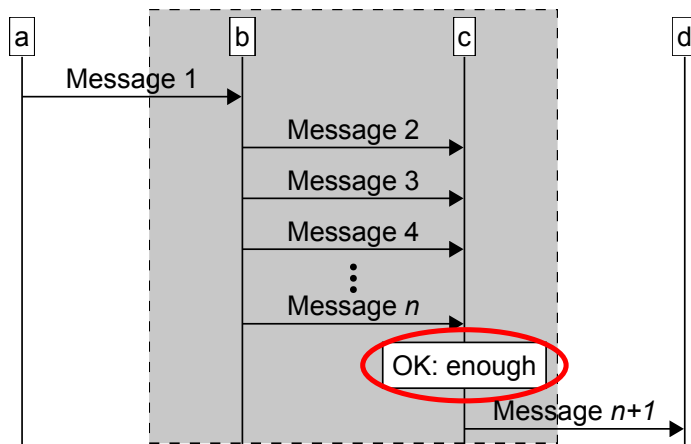 a b c d
Message 1
Message 2
Message 3
Message 4
Message n
OK: enough
Message n+1